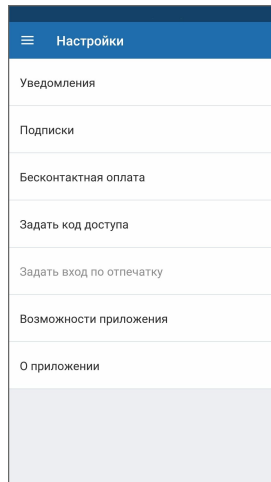 Настройки
Уведомления
Подписки
Бесконтактная оплата
Задать код доступа
Задать вход по отпечатку
Возможности приложения
О приложении